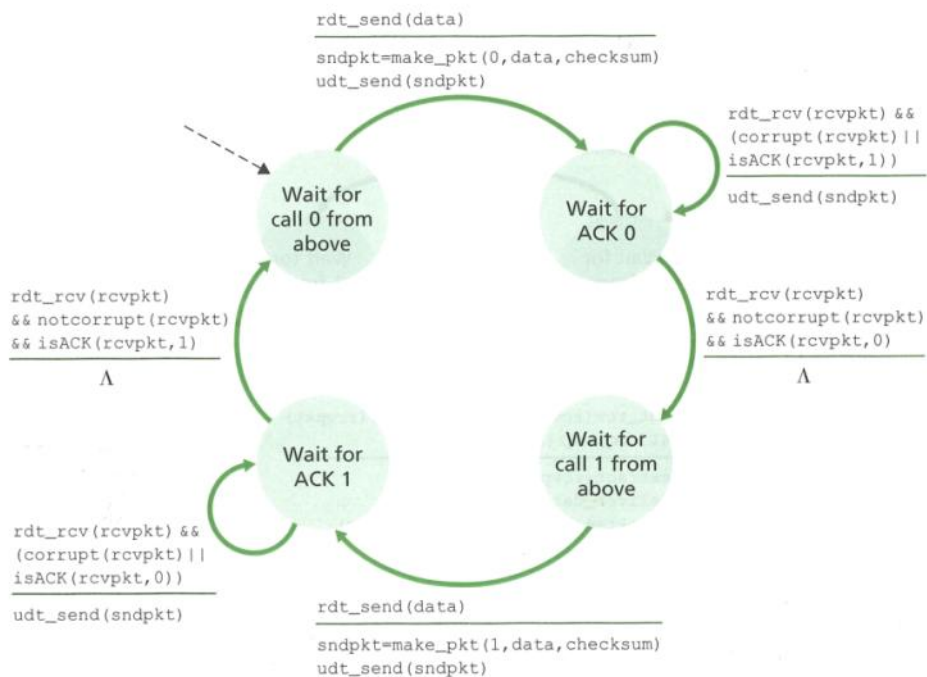 rdt_send(data)
sndpkt=make_pkt(0,data,checksum)
udt_send(sndpkt)
rdt_rcv(rcvpkt) &&
(corrupt(rcvpkt)||
isACK(rcvpkt,1))
udt_send(sndpkt)
Wait for
call 0 from
above
Wait for
ACK 0
rdt_rcv(rcvpkt)
&& notcorrupt(rcvpkt)
&& isACK(rcvpkt,1)
Λ
rdt_rcv(rcvpkt)
&& notcorrupt(rcvpkt)
&& isACK(rcvpkt,0)
Λ
Wait for
ACK 1
Wait for
call 1 from
above
rdt_rcv(rcvpkt) &&
(corrupt(rcvpkt)||
isACK(rcvpkt,0))
udt_send(sndpkt)
rdt_send(data)
sndpkt=make_pkt(1,data,checksum)
udt_send(sndpkt)